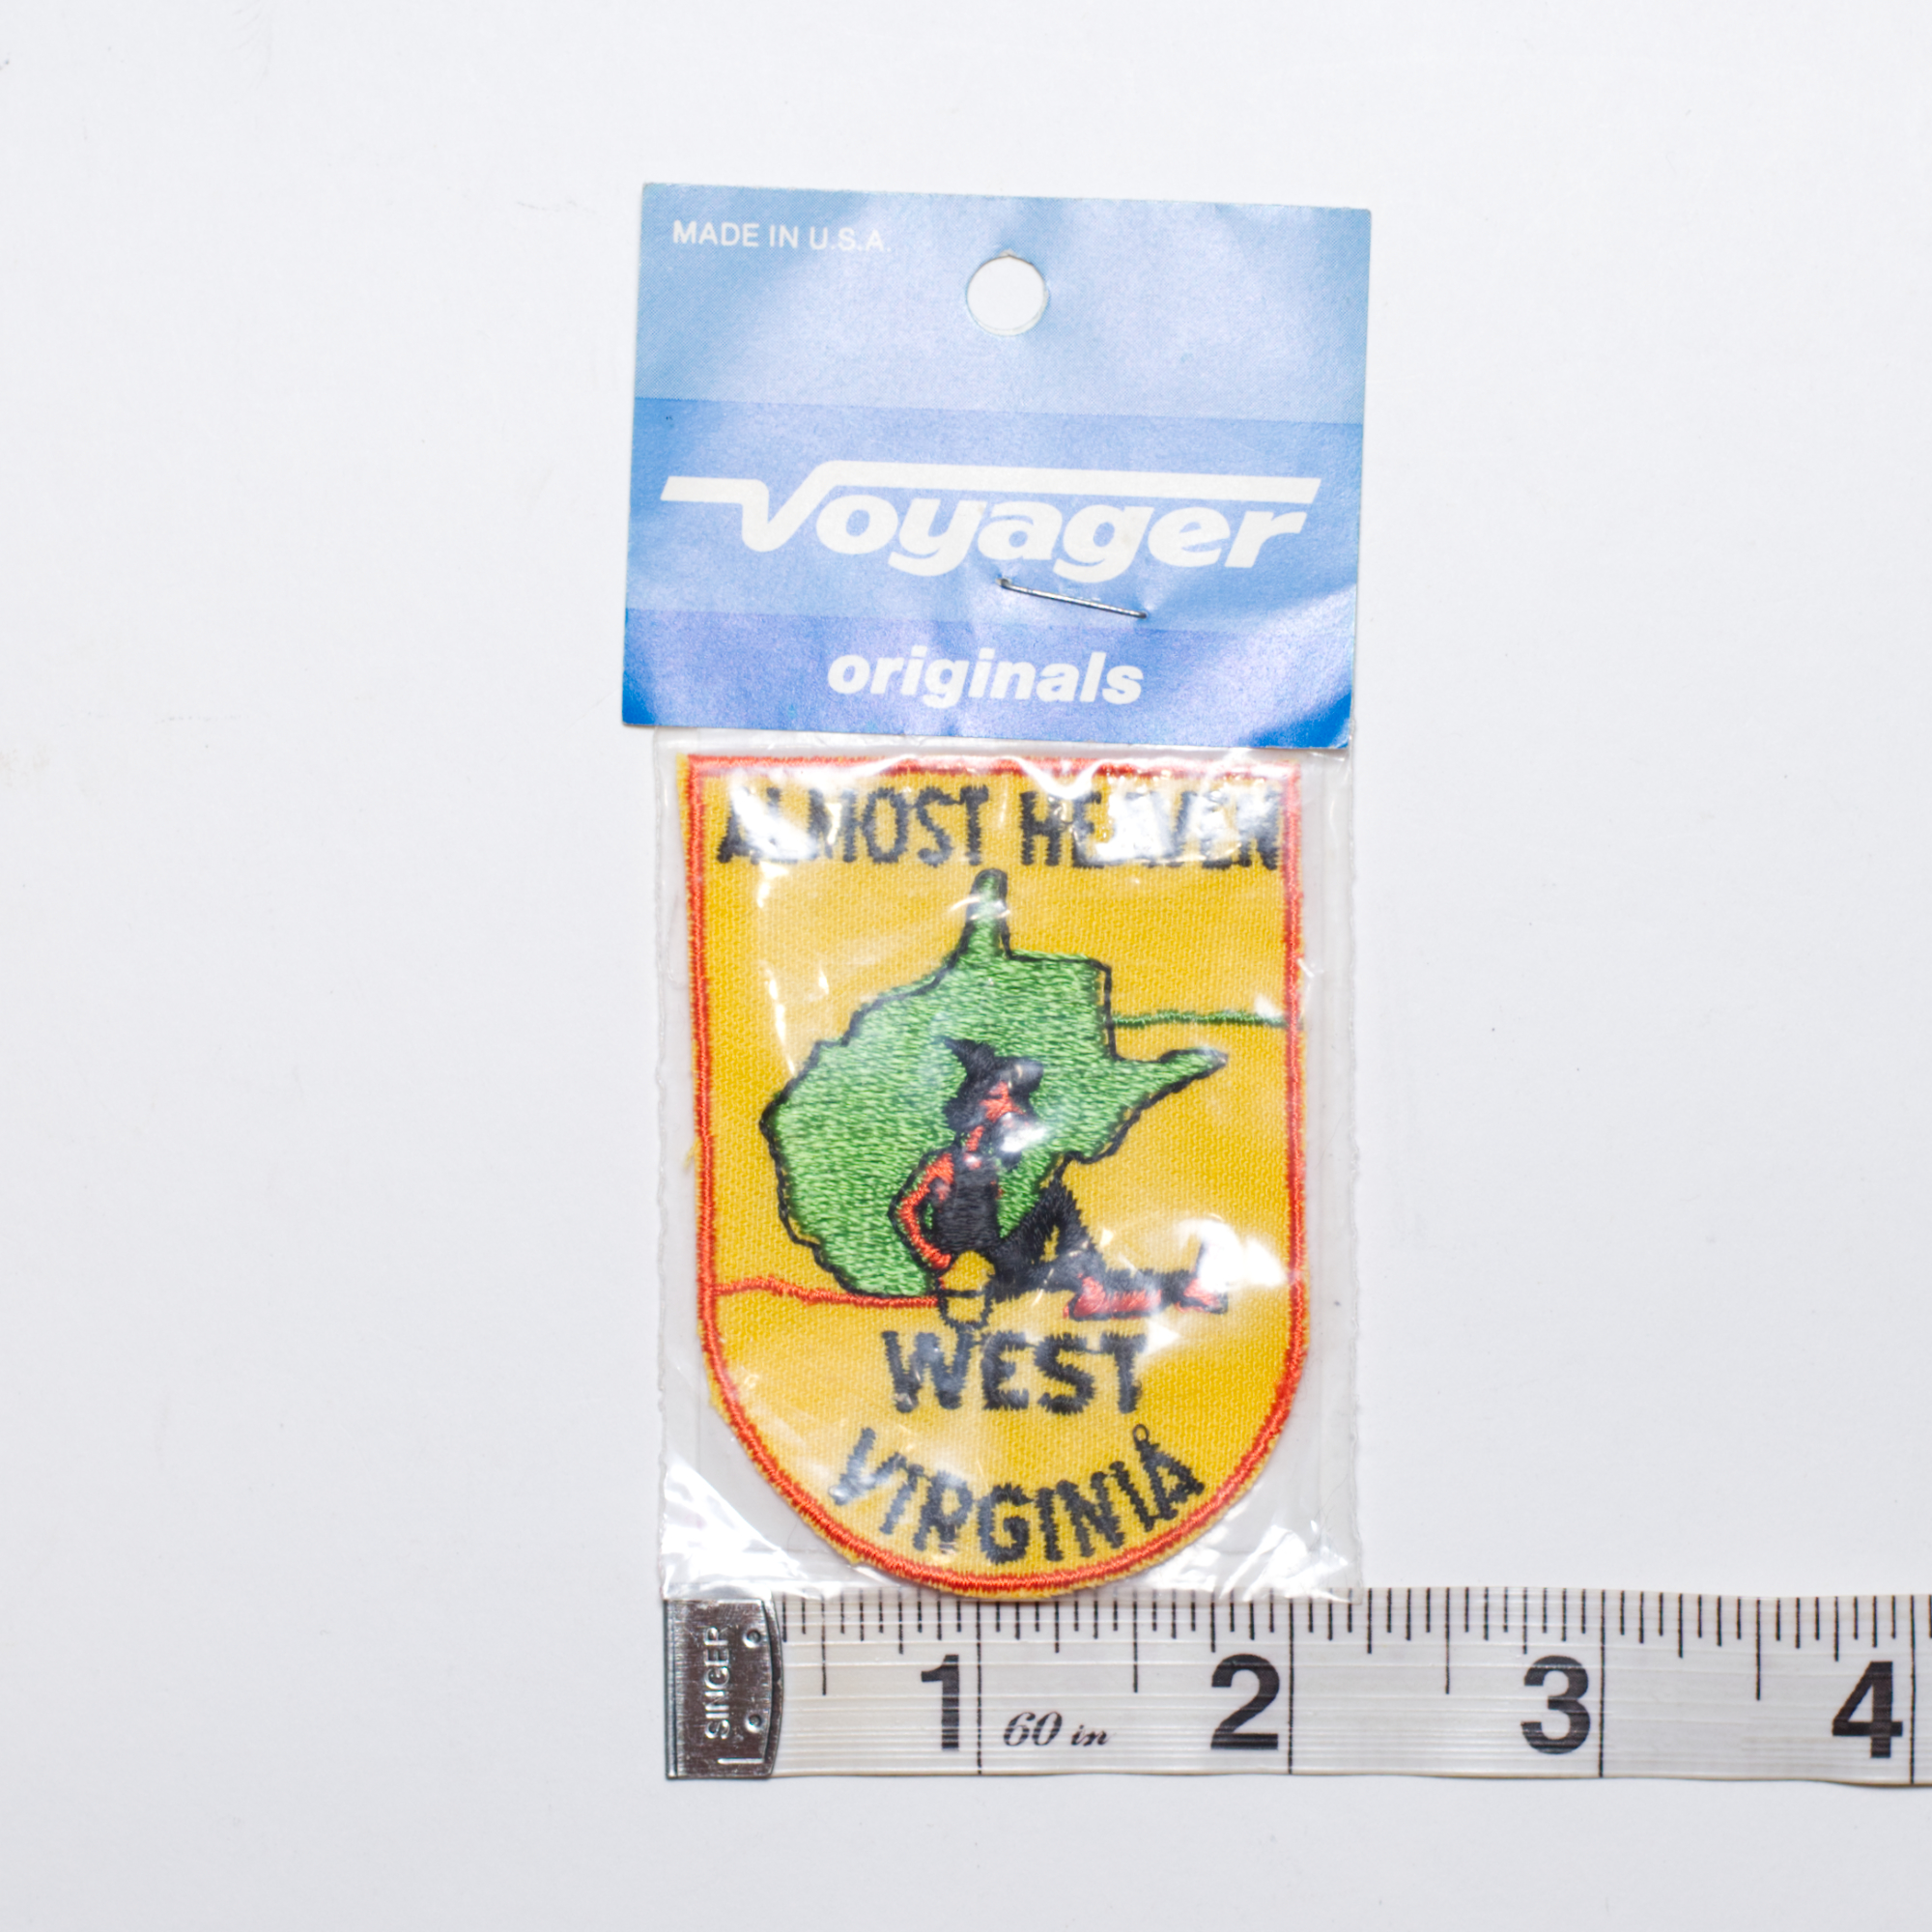 MADE IN U.S.A.
Voyager
originals
ALMOST HEAVEN
WEST
VIRGINIA
SINGER
1 2 3 4
60 in